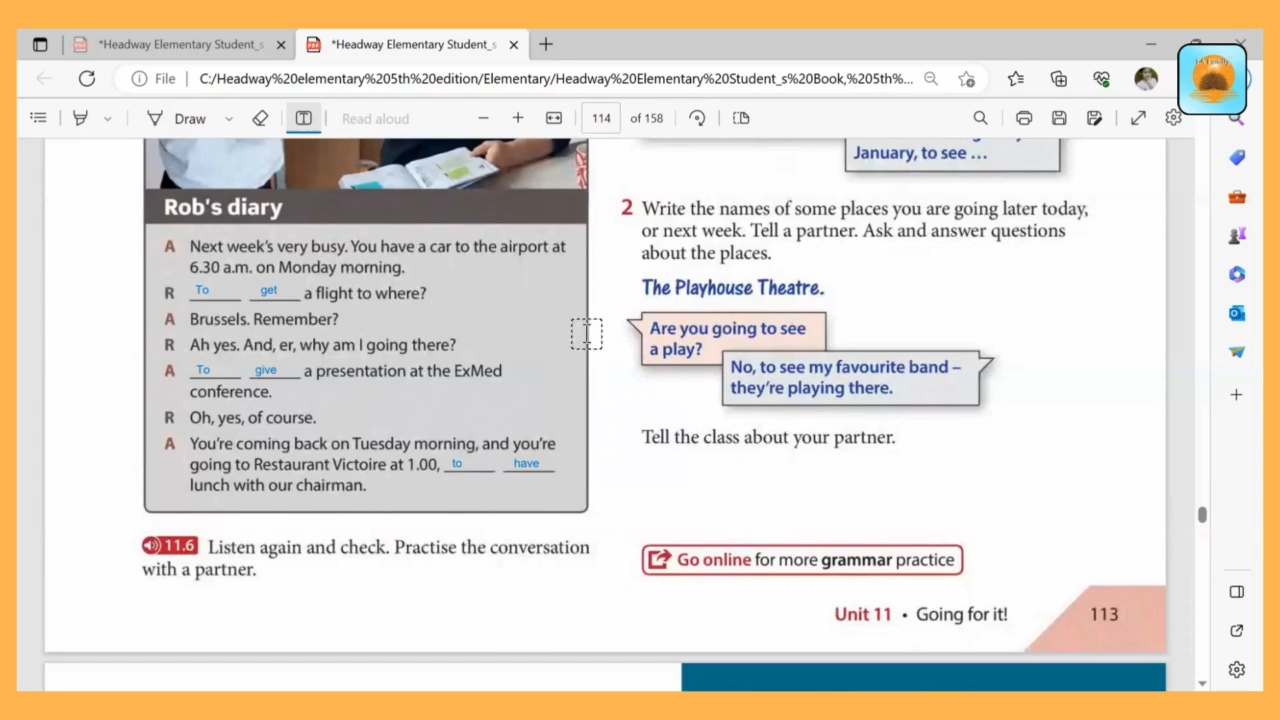 *Headway Elementary Student_s
*Headway Elementary Student_s
File
C:/Headway%20elementary%205th%20edition/Elementary/Headway%20Elementary%20Student_s%20Book,%205th%...
Draw
Read aloud
114
of 158
January, to see ...
Rob's diary
A Next week's very busy. You have a car to the airport at
6.30 a.m. on Monday morning.
R To get a flight to where?
A Brussels. Remember?
R Ah yes. And, er, why am I going there?
A To give a presentation at the ExMed
conference.
R Oh, yes, of course.
A You're coming back on Tuesday morning, and you're
going to Restaurant Victoire at 1.00, to have
lunch with our chairman.
11.6 Listen again and check. Practise the conversation
with a partner.
2 Write the names of some places you are going later today,
or next week. Tell a partner. Ask and answer questions
about the places.
The Playhouse Theatre.
Are you going to see
a play?
No, to see my favourite band –
they're playing there.
Tell the class about your partner.
Go online for more grammar practice
Unit 11 • Going for it!
113